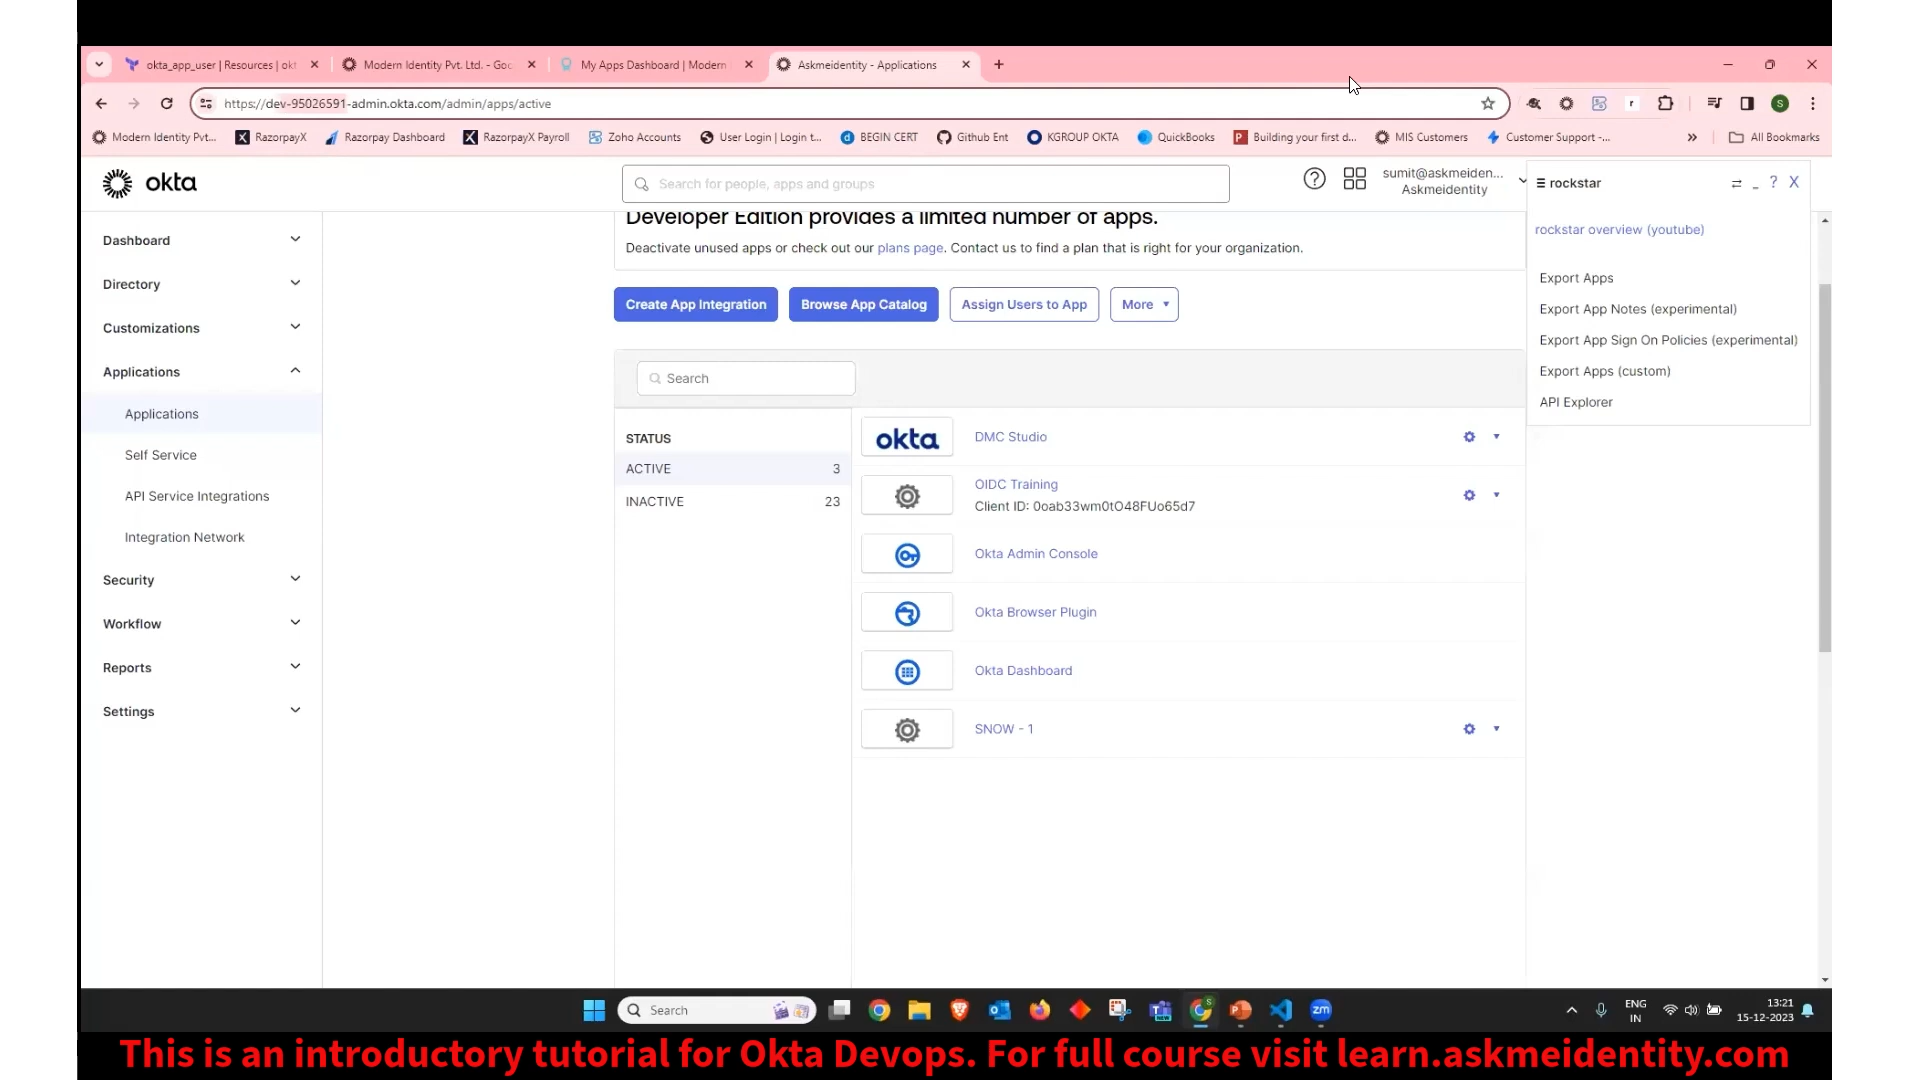 okta_app_user | Resources | okt
Modern Identity Pvt. Ltd. - Goo
My Apps Dashboard | Modern
Askmeidentity - Applications
https://dev-95026591-admin.okta.com/admin/apps/active
Modern Identity Pvt...
RazorpayX
Razorpay Dashboard
RazorpayX Payroll
Zoho Accounts
User Login | Login t...
BEGIN CERT
Github Ent
KGROUP OKTA
QuickBooks
Building your first d...
MIS Customers
Customer Support -...
»
All Bookmarks
okta
Search for people, apps and groups
sumit@askmeiden...
Askmeidentity
rockstar
? X
rockstar overview (youtube)
Export Apps
Export App Notes (experimental)
Export App Sign On Policies (experimental)
Export Apps (custom)
API Explorer
Dashboard
Directory
Customizations
Applications
Applications
Self Service
API Service Integrations
Integration Network
Security
Workflow
Reports
Settings
Developer Edition provides a limited number of apps.
Deactivate unused apps or check out our plans page. Contact us to find a plan that is right for your organization.
Create App Integration
Browse App Catalog
Assign Users to App
More
Search
STATUS
ACTIVE 3
INACTIVE 23
okta
DMC Studio
OIDC Training
Client ID: 0oab33wm0tO48FUo65d7
Okta Admin Console
Okta Browser Plugin
Okta Dashboard
SNOW - 1
Search
zm
ENG
IN
13:21
15-12-2023
This is an introductory tutorial for Okta Devops. For full course visit learn.askmeidentity.com